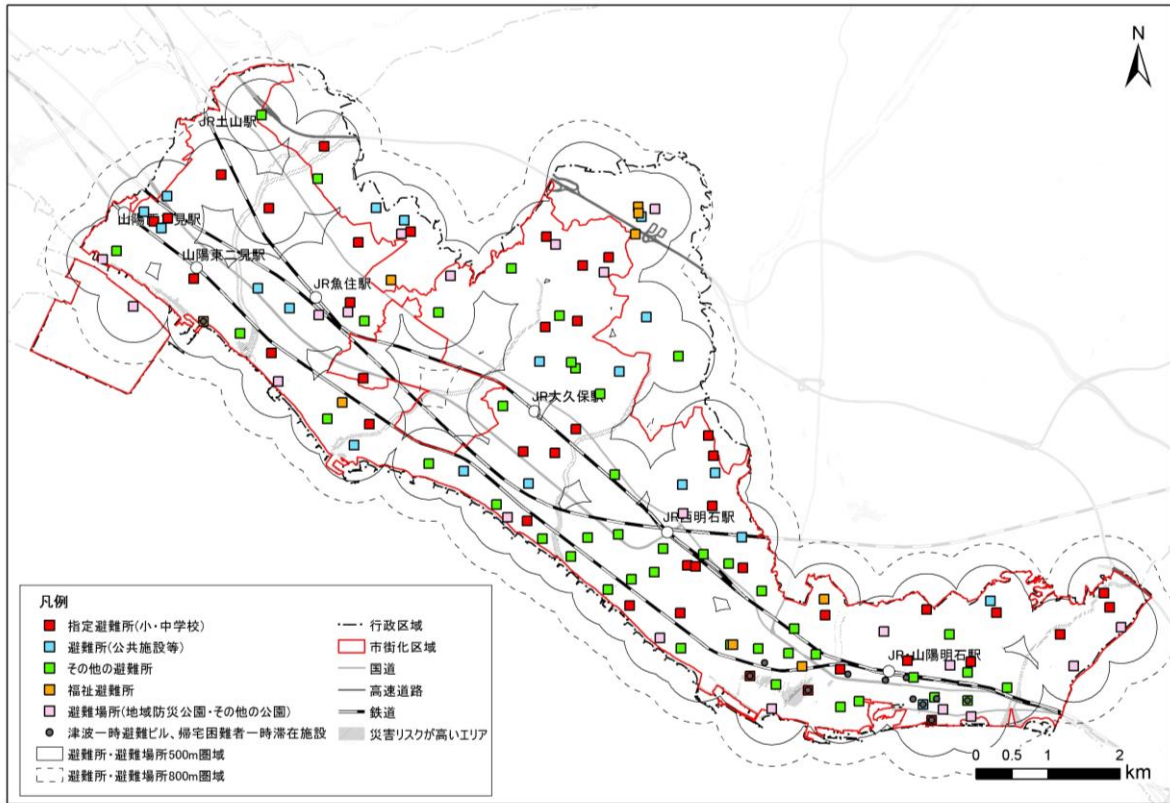 N
JR土山駅
山陽西二見駅
山陽東二見駅
JR魚住駅
JR大久保駅
JR西明石駅
JR・山陽明石駅
凡例
指定避難所(小・中学校)
避難所(公共施設等)
その他の避難所
福祉避難所
避難場所(地域防災公園・その他の公園)
津波一時避難ビル、帰宅困難者一時滞在施設
避難所・避難場所500m圏域
避難所・避難場所800m圏域
行政区域
市街化区域
国道
高速道路
鉄道
災害リスクが高いエリア
0 0.5 1 2
km